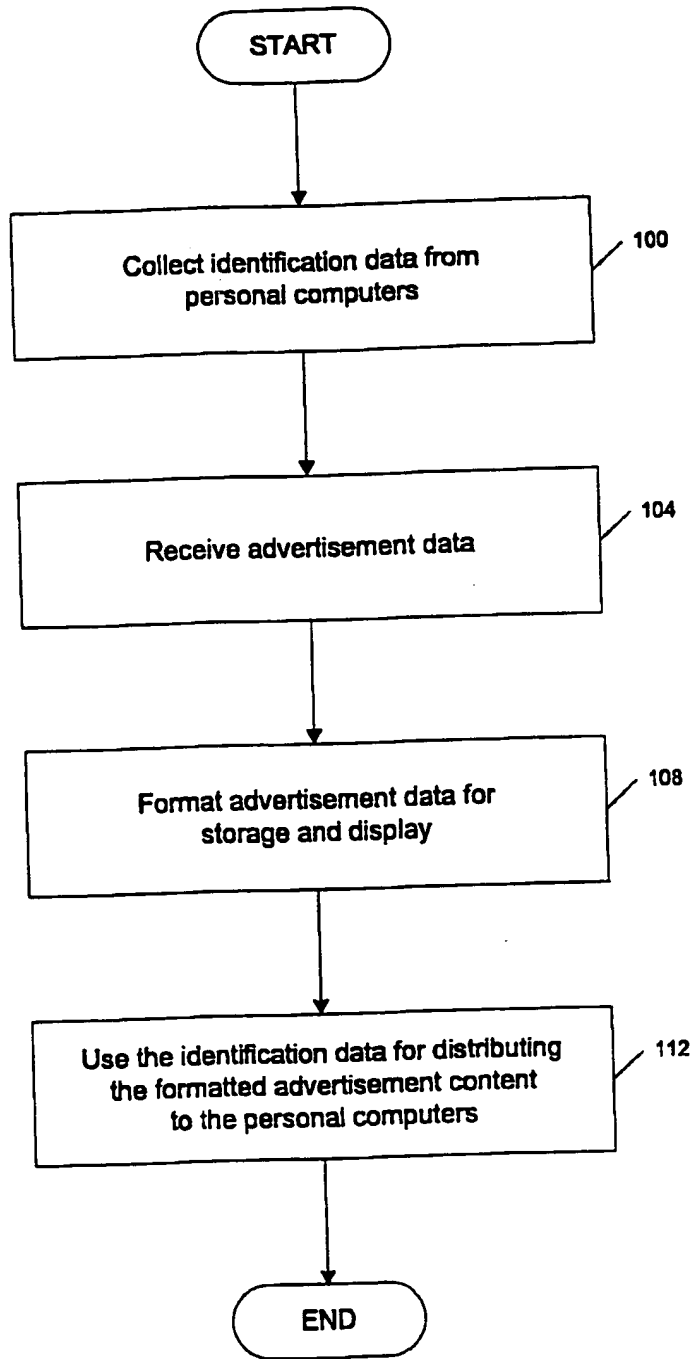 START
Collect identification data from
personal computers
100
Receive advertisement data
104
Format advertisement data for
storage and display
108
Use the identification data for distributing
the formatted advertisement content
to the personal computers
112
END